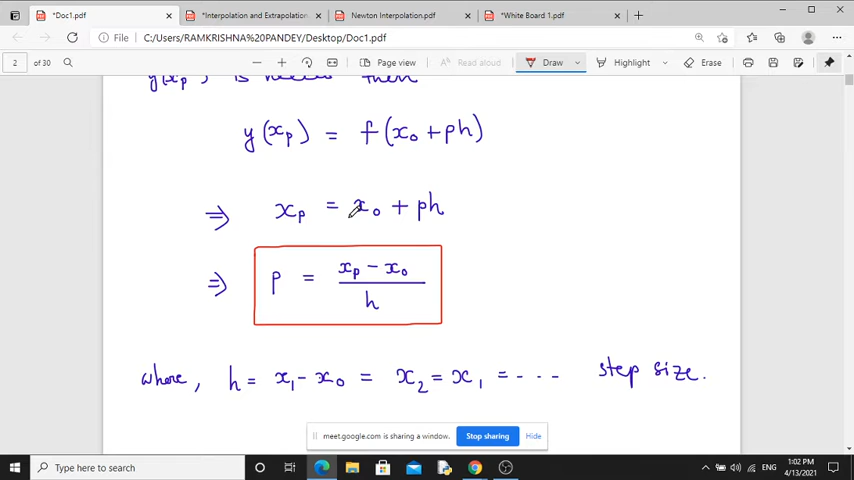 *Doc1.pdf
*Interpolation and Extrapolation
Newton Interpolation.pdf
*White Board 1.pdf
File C:/Users/RAMKRISHNA%20PANDEY/Desktop/Doc1.pdf
2 of 30 Page view Read aloud Draw Highlight Erase
y(xₚ) is then
y(xₚ) = f(x₀ + ph)
⇒ xₚ = x₀ + ph
⇒ p = (xₚ − x₀) / h
where, h = x₁ − x₀ = x₂ = x₁ = - - - step size.
meet.google.com is sharing a window. Stop sharing Hide
Type here to search
ENG
1:02 PM
4/13/2021